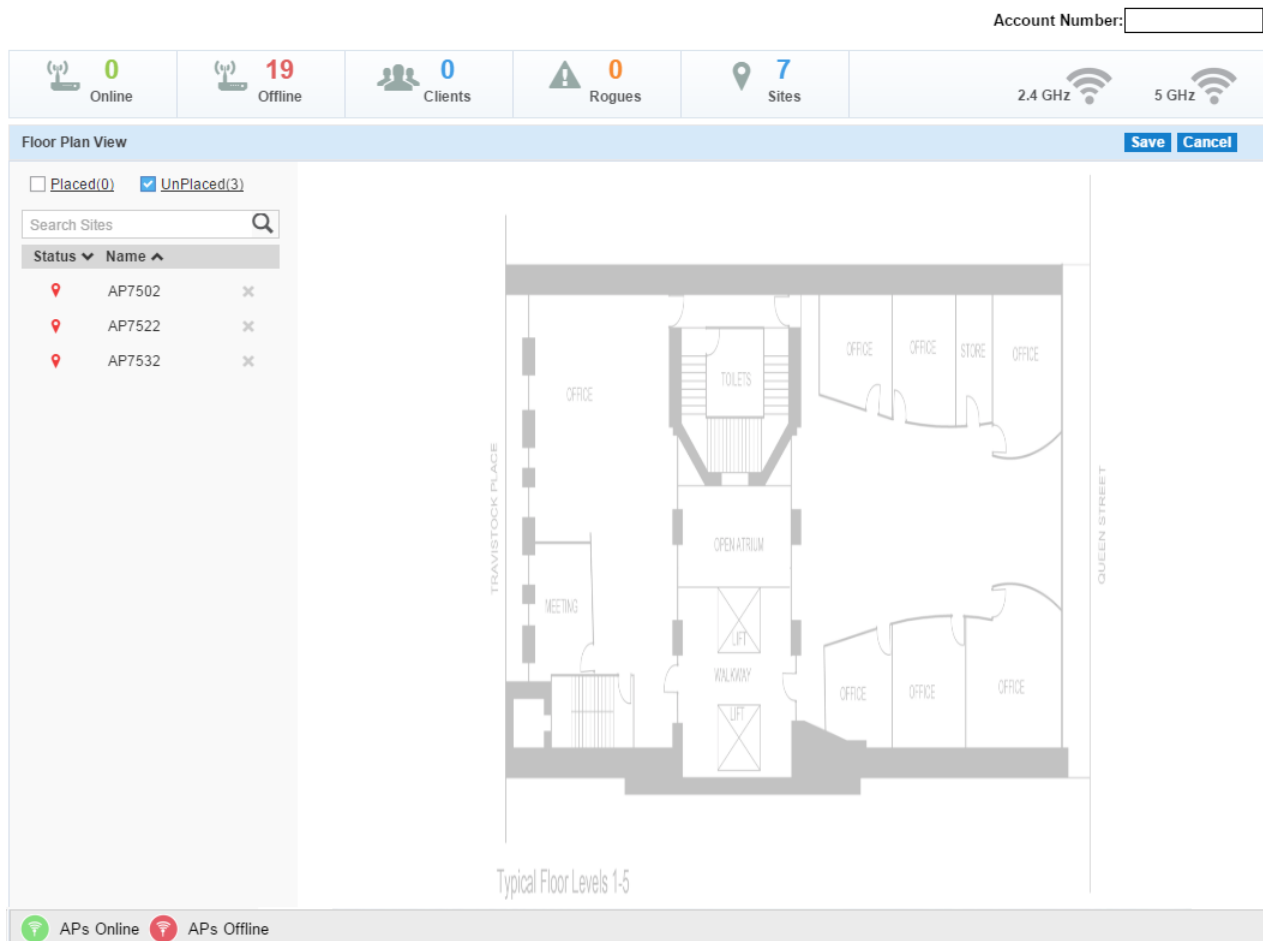 Account Number:
0 19 0 0 7
Online Offline Clients Rogues Sites 2.4 GHz 5 GHz
Floor Plan View Save Cancel
Placed(0) UnPlaced(3)
Search Sites
Status Name
AP7502
AP7522
AP7532
OFFICE OFFICE STORE OFFICE
TOILETS
OFFICE
TRAVISTOCK PLACE
QUEEN STREET
OPEN ATRIUM
MEETING
LIFT
WALKWAY
OFFICE OFFICE OFFICE
LIFT
Typical Floor Levels 1-5
APs Online APs Offline